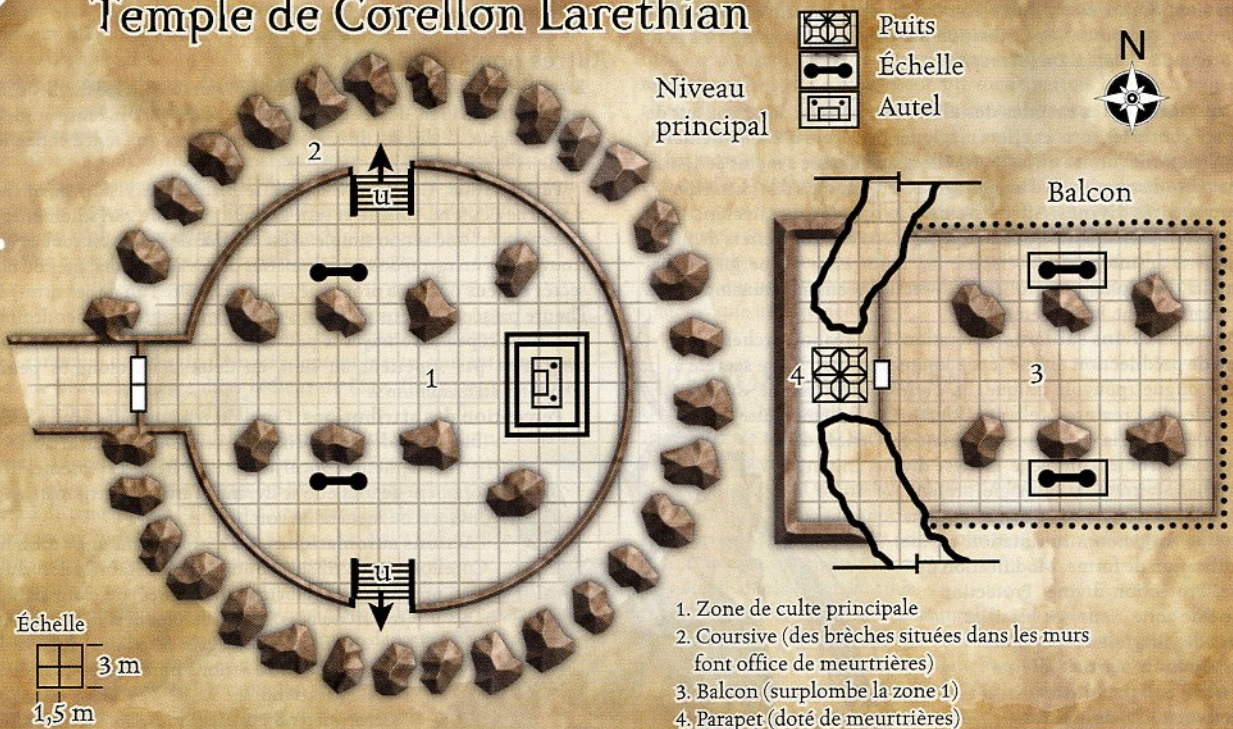 Temple de Corellon Larethian
Puits
Échelle
Autel
N
Niveau
principal
Balcon
2
u
1
4
3
u
Échelle
3 m
1,5 m
1. Zone de culte principale
2. Coursive (des brèches situées dans les murs
font office de meurtrières)
3. Balcon (surplombe la zone 1)
4. Parapet (doté de meurtrières)